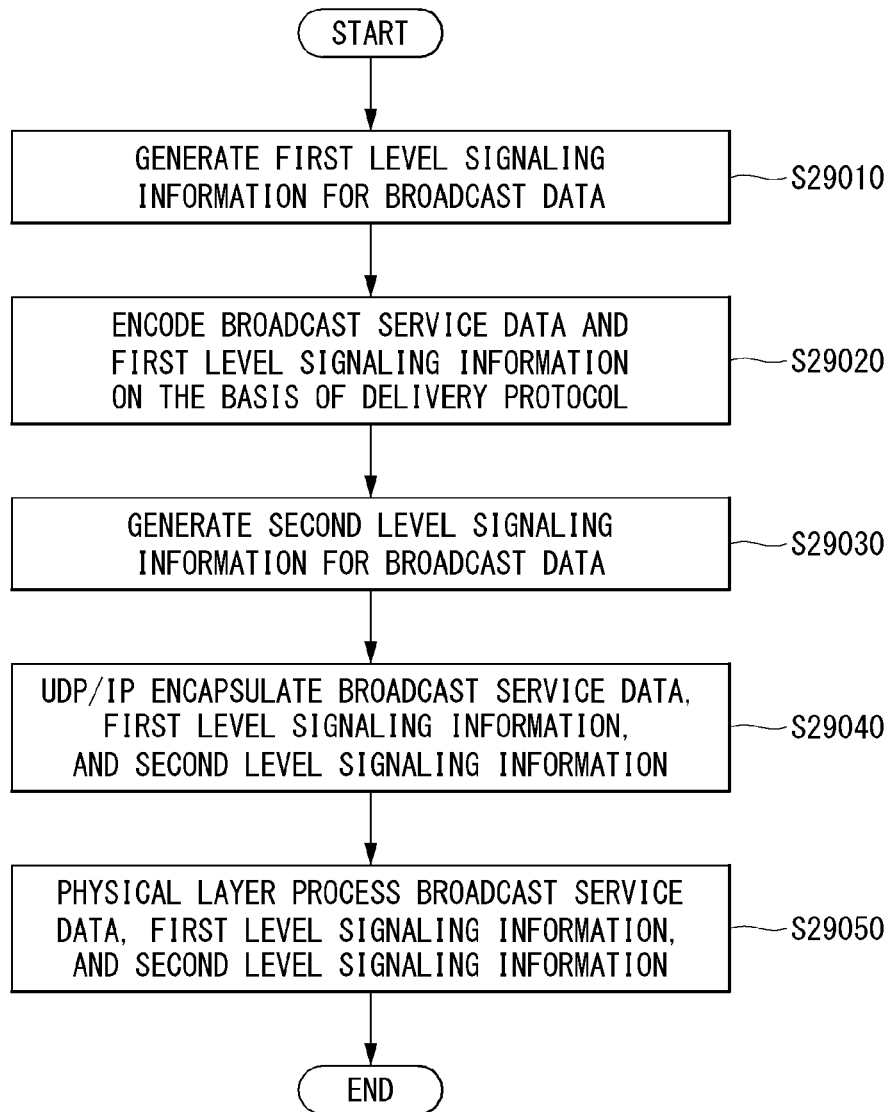 START
GENERATE FIRST LEVEL SIGNALING
INFORMATION FOR BROADCAST DATA
S29010
ENCODE BROADCAST SERVICE DATA AND
FIRST LEVEL SIGNALING INFORMATION
ON THE BASIS OF DELIVERY PROTOCOL
S29020
GENERATE SECOND LEVEL SIGNALING
INFORMATION FOR BROADCAST DATA
S29030
UDP/IP ENCAPSULATE BROADCAST SERVICE DATA,
FIRST LEVEL SIGNALING INFORMATION,
AND SECOND LEVEL SIGNALING INFORMATION
S29040
PHYSICAL LAYER PROCESS BROADCAST SERVICE
DATA, FIRST LEVEL SIGNALING INFORMATION,
AND SECOND LEVEL SIGNALING INFORMATION
S29050
END